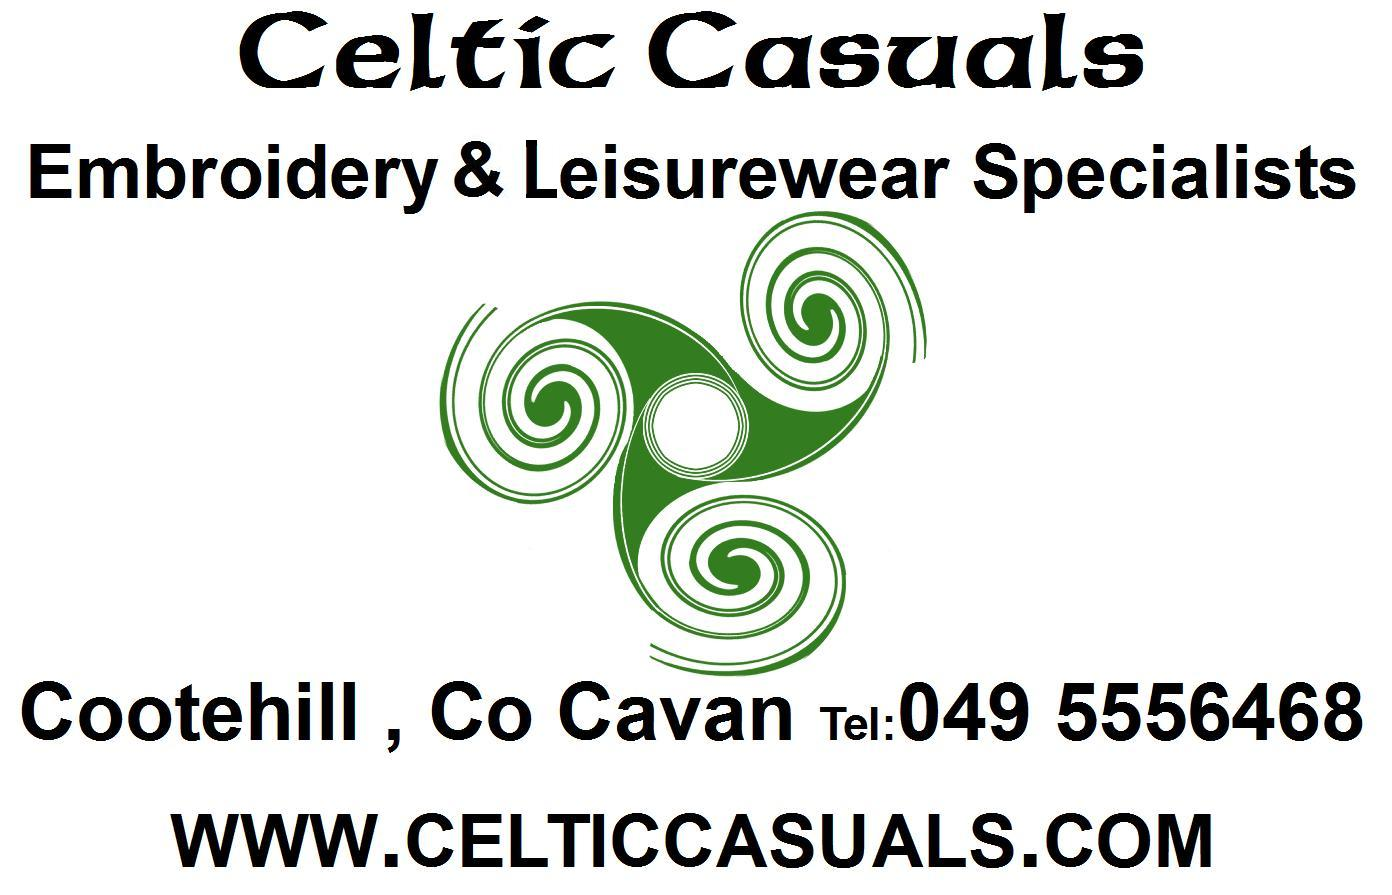 Celtic Casuals
Embroidery & Leisurewear Specialists
Cootehill , Co Cavan Tel:049 5556468
WWW.CELTICCASUALS.COM